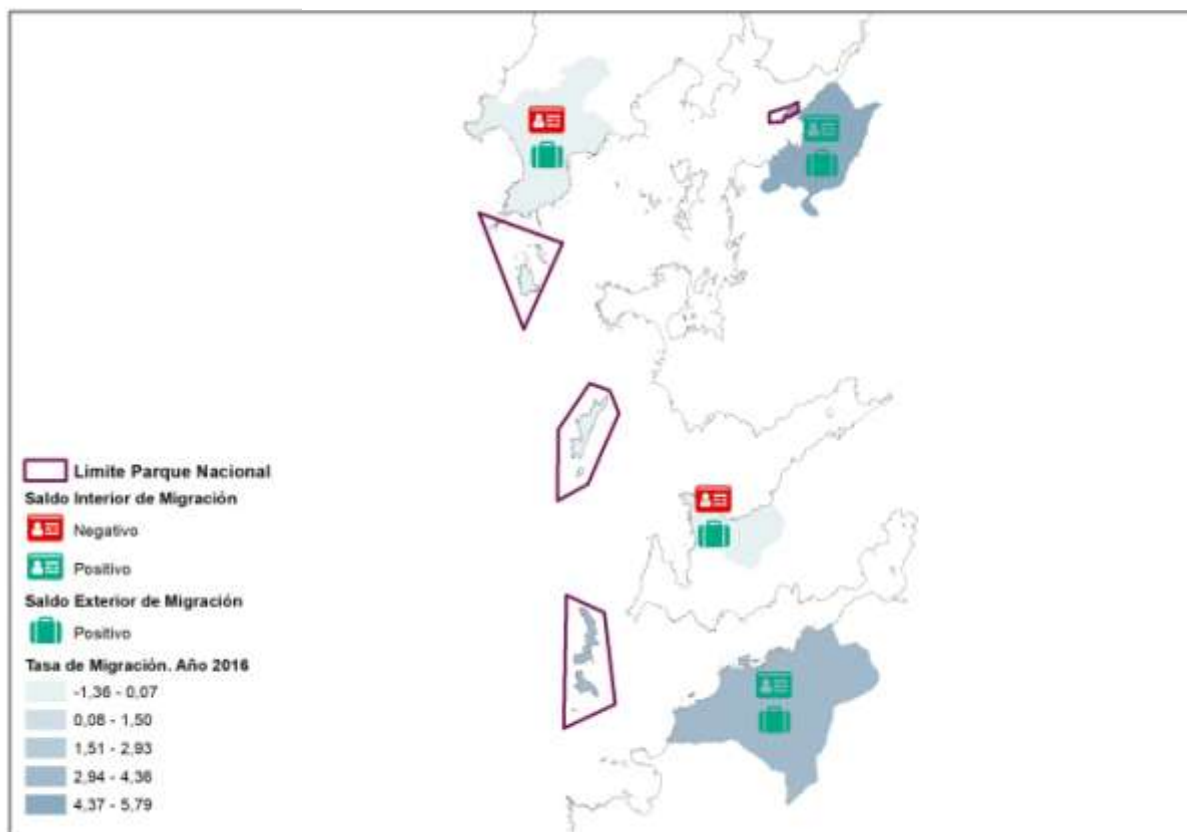 Limite Parque Nacional
Saldo Interior de Migración
Negativo
Positivo
Saldo Exterior de Migración
Positivo
Tasa de Migración. Año 2016
-1,36 - 0,07
0,08 - 1,50
1,51 - 2,93
2,94 - 4,36
4,37 - 5,79